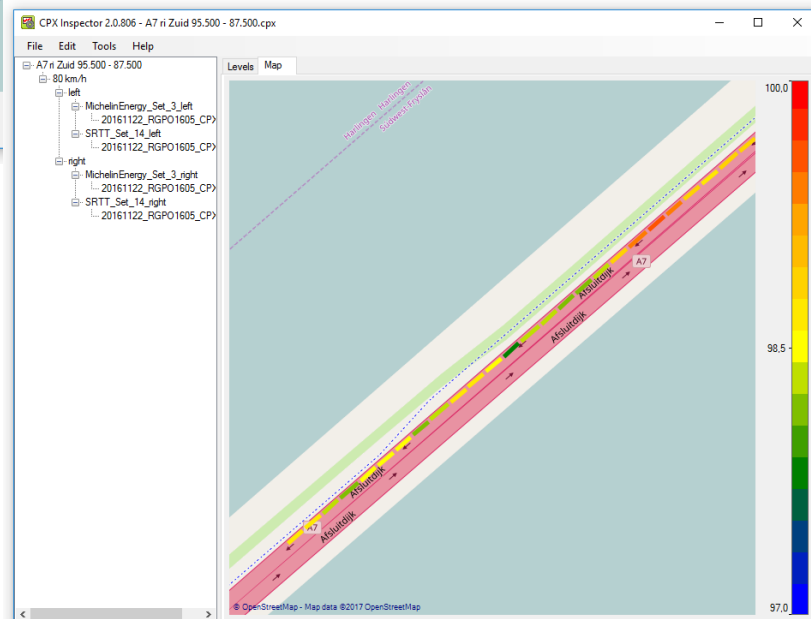 CPX Inspector 2.0.806 - A7 ri Zuid 95.500 - 87.500.cpx
File Edit Tools Help
A7 ri Zuid 95.500 - 87.500
80 km/h
left
MichelinEnergy_Set_3_left
20161122_RGPO1605_CPX
SRTT_Set_14_left
20161122_RGPO1605_CPX
right
MichelinEnergy_Set_3_right
20161122_RGPO1605_CPX
SRTT_Set_14_right
20161122_RGPO1605_CPX
Levels Map
Harlingen Harlingen
Súdwest-Fryslân
A7
Afsluitdijk
Afsluitdijk
Afsluitdijk
A7
Afsluitdijk
© OpenStreetMap - Map data ©2017 OpenStreetMap
100,0
98,5
97,0